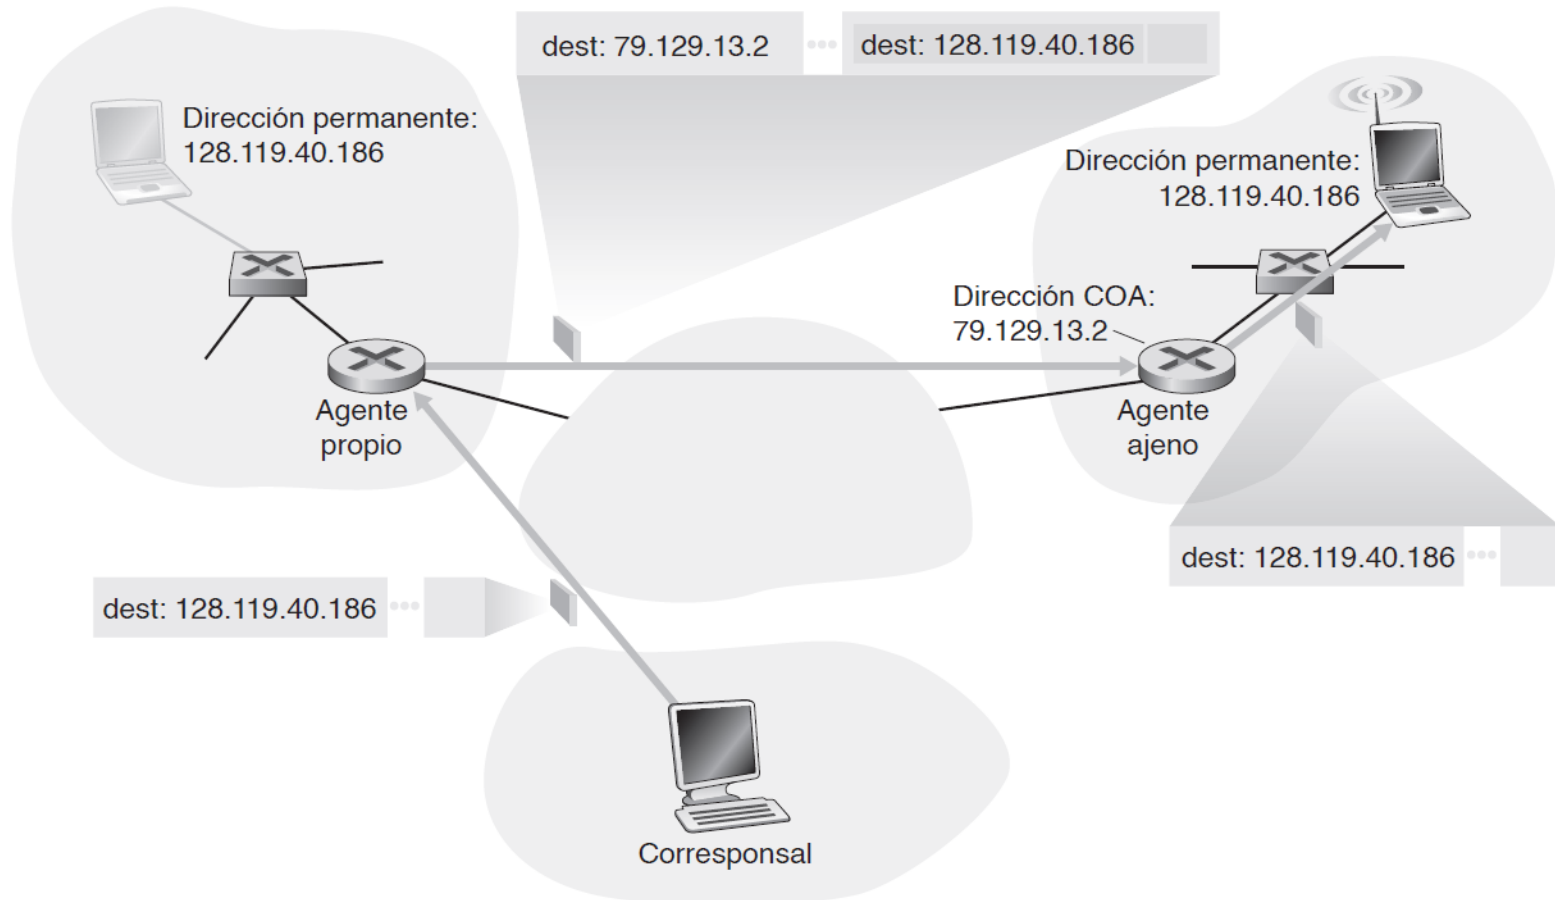 dest: 79.129.13.2
dest: 128.119.40.186
Dirección permanente:
128.119.40.186
Dirección permanente:
128.119.40.186
Dirección COA:
79.129.13.2
Agente
propio
Agente
ajeno
dest: 128.119.40.186
dest: 128.119.40.186
Corresponsal